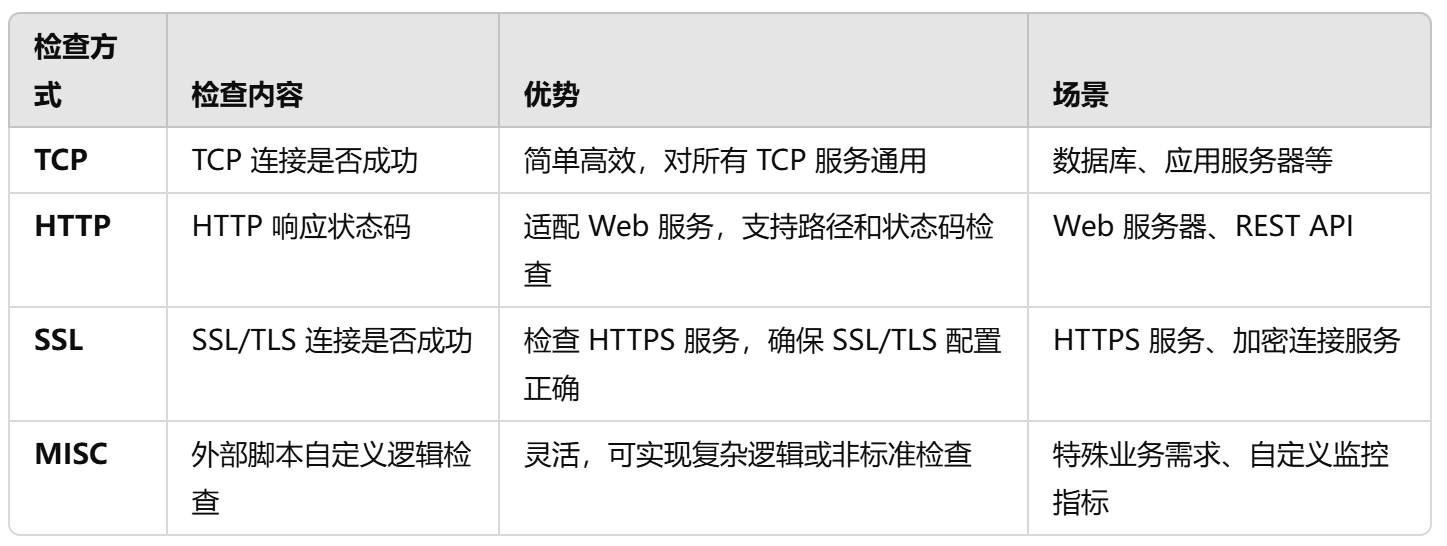 检查方
式
检查内容
优势
场景
TCP
TCP 连接是否成功
简单高效，对所有 TCP 服务通用
数据库、应用服务器等
HTTP
HTTP 响应状态码
适配 Web 服务，支持路径和状态码检
查
Web 服务器、REST API
SSL
SSL/TLS 连接是否成功
检查 HTTPS 服务，确保 SSL/TLS 配置
正确
HTTPS 服务、加密连接服务
MISC
外部脚本自定义逻辑检
查
灵活，可实现复杂逻辑或非标准检查
特殊业务需求、自定义监控
指标